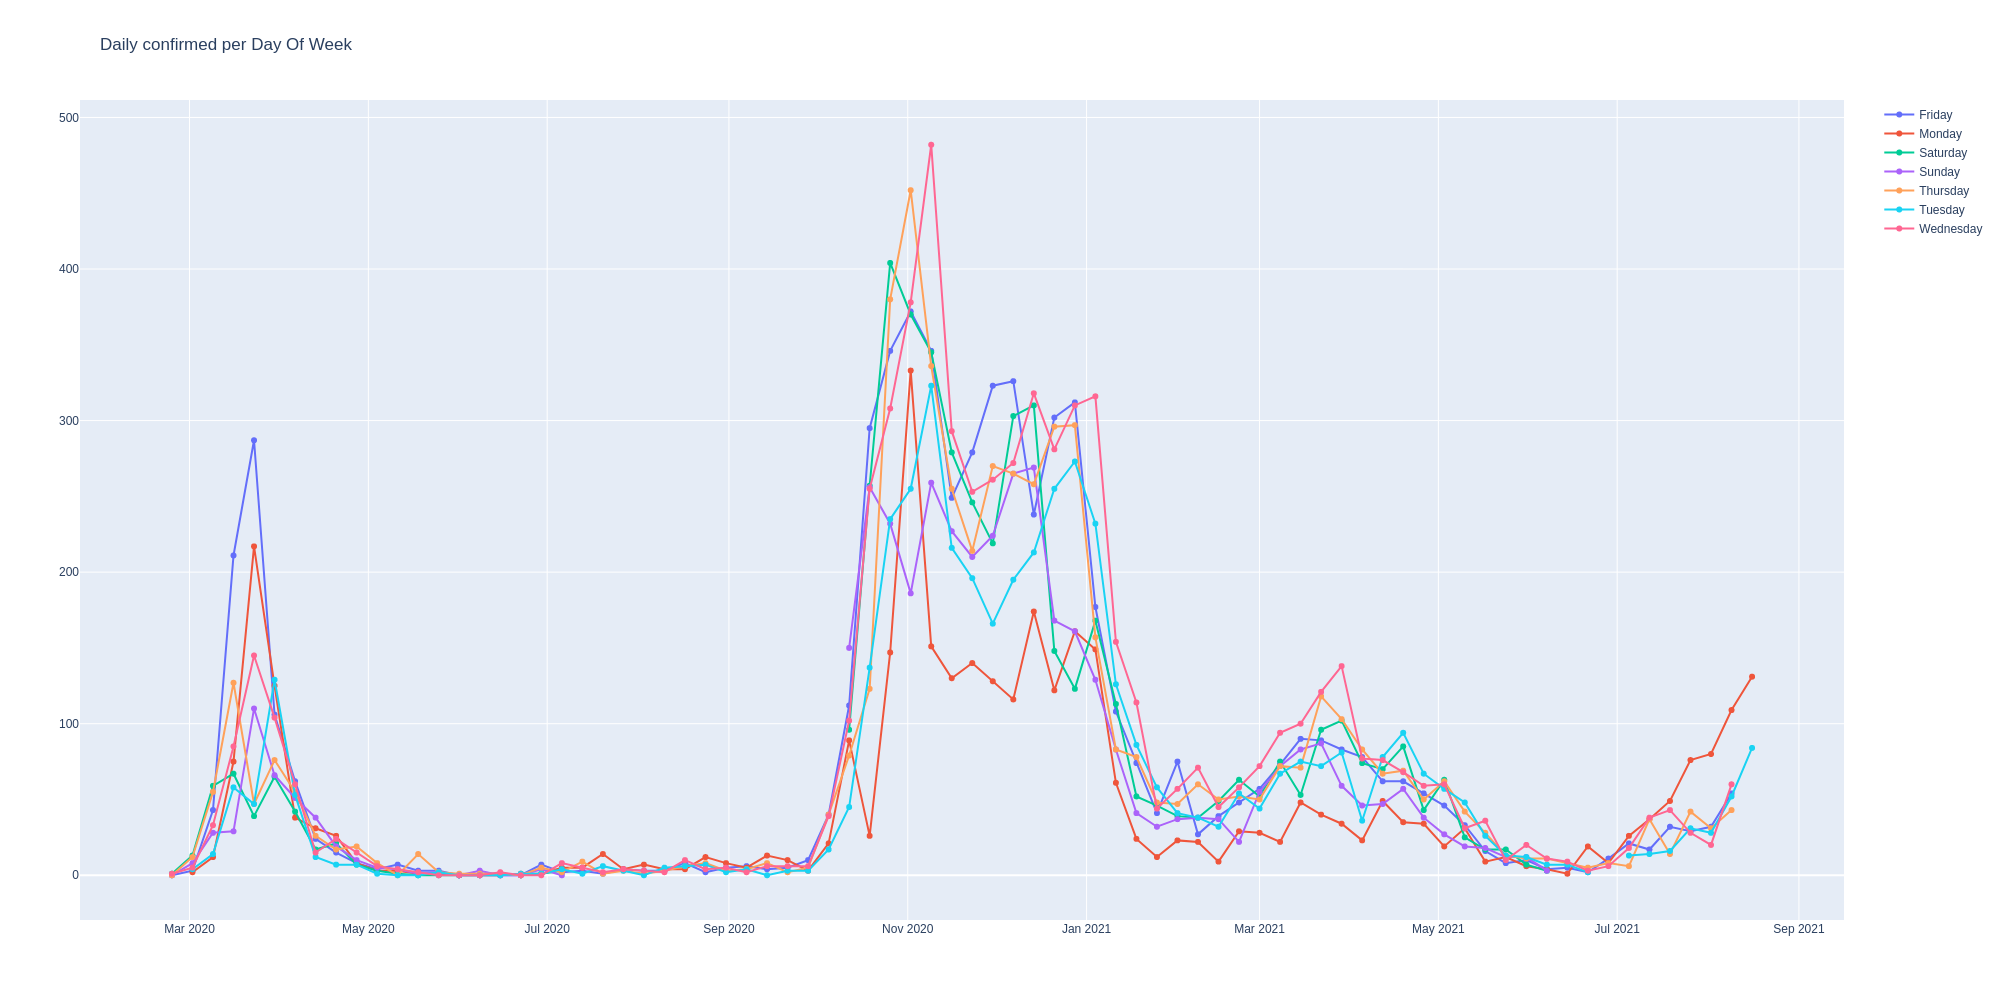 Daily confirmed per Day Of Week
500
400
300
200
100
0
Mar 2020
May 2020
Jul 2020
Sep 2020
Nov 2020
Jan 2021
Mar 2021
May 2021
Jul 2021
Sep 2021
Friday
Monday
Saturday
Sunday
Thursday
Tuesday
Wednesday